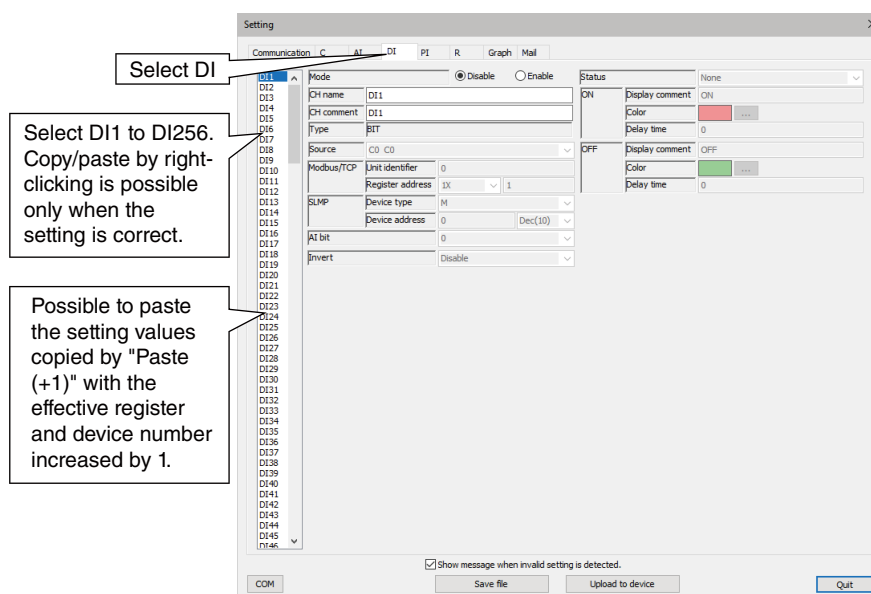 Setting
Communication C AI DI PI R Graph Mail
Select DI
Select DI1 to DI256.
Copy/paste by right-
clicking is possible
only when the
setting is correct.
Possible to paste
the setting values
copied by "Paste
(+1)" with the
effective register
and device number
increased by 1.
DI1
DI2
DI3
DI4
DI5
DI6
DI7
DI8
DI9
DI10
DI11
DI12
DI13
DI14
DI15
DI16
DI17
DI18
DI19
DI20
DI21
DI22
DI23
DI24
DI25
DI26
DI27
DI28
DI29
DI30
DI31
DI32
DI33
DI34
DI35
DI36
DI37
DI38
DI39
DI40
DI41
DI42
DI43
DI44
DI45
DI46
Mode Disable Enable
CH name DI1
CH comment DI1
Type BIT
Source C0 C0
Modbus/TCP Unit identifier 0
Register address 1X 1
SLMP Device type M
Device address 0 Dec(10)
AI bit 0
Invert Disable
Status None
ON Display comment ON
Color ...
Delay time 0
OFF Display comment OFF
Color ...
Delay time 0
Show message when invalid setting is detected.
COM Save file Upload to device Quit